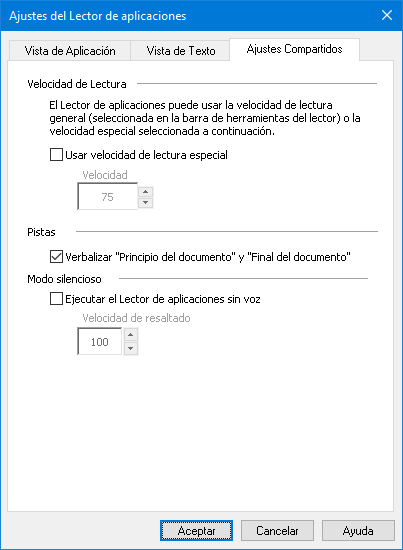 Ajustes del Lector de aplicaciones
Vista de Aplicación
Vista de Texto
Ajustes Compartidos
Velocidad de Lectura
El Lector de aplicaciones puede usar la velocidad de lectura
general (seleccionada en la barra de herramientas del lector) o la
velocidad especial seleccionada a continuación.
Usar velocidad de lectura especial
Velocidad
75
Pistas
Verbalizar "Principio del documento" y "Final del documento"
Modo silencioso
Ejecutar el Lector de aplicaciones sin voz
Velocidad de resaltado
100
Aceptar
Cancelar
Ayuda